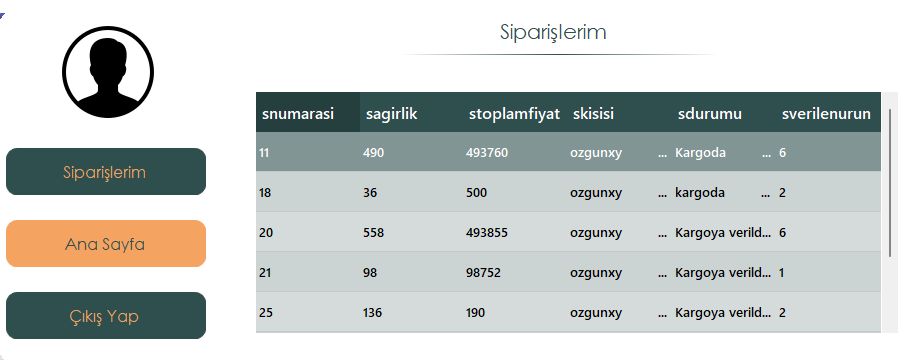 Siparişlerim
Siparişlerim
Ana Sayfa
Çıkış Yap
snumarasi sagirlik stoplamfiyat skisisi sdurumu sverilenurun
11 490 493760 ozgunxy ... Kargoda ... 6
18 36 500 ozgunxy ... kargoda ... 2
20 558 493855 ozgunxy ... Kargoya verild... 6
21 98 98752 ozgunxy ... Kargoya verild... 1
25 136 190 ozgunxy ... Kargoya verild... 2